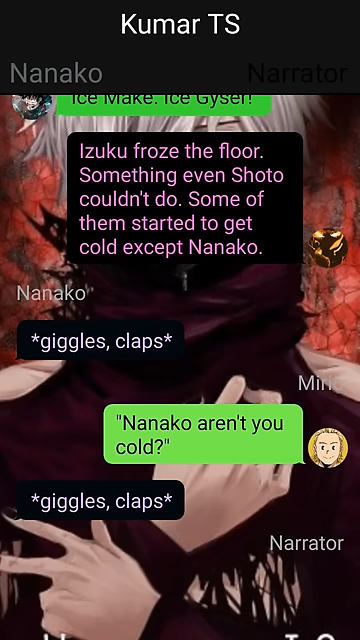 Kumar TS
Nanako
Narrator
Ice Make: Ice Gyser!
Izuku froze the floor.
Something even Shoto
couldn't do. Some of
them started to get
cold except Nanako.
Nanako
*giggles, claps*
"Nanako aren't you
cold?"
*giggles, claps*
Narrator